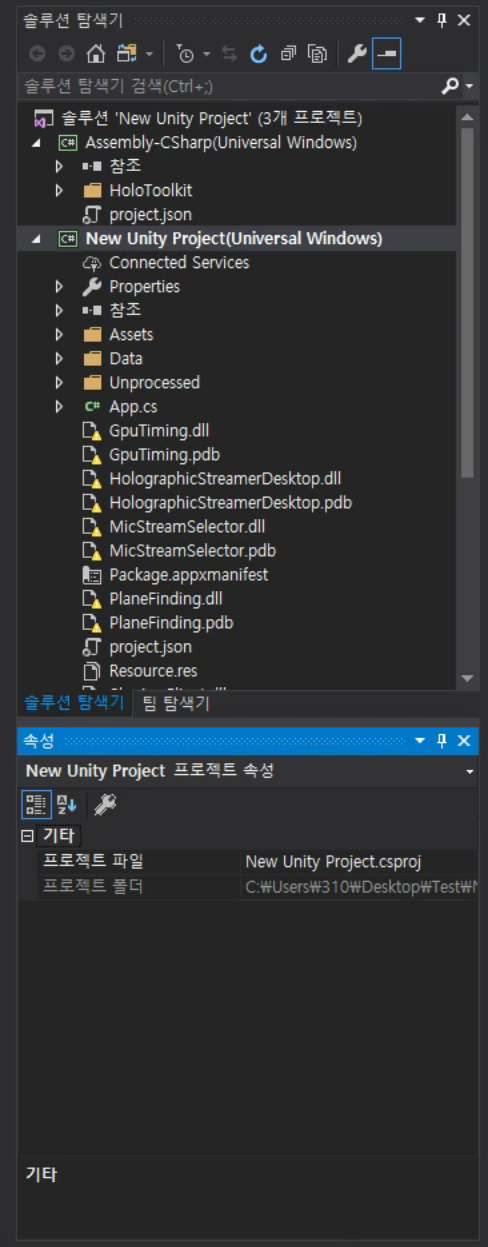 솔루션 탐색기
솔루션 탐색기 검색(Ctrl+;)
솔루션 'New Unity Project' (3개 프로젝트)
C# Assembly-CSharp(Universal Windows)
참조
HoloToolkit
project.json
C# New Unity Project(Universal Windows)
Connected Services
Properties
참조
Assets
Data
Unprocessed
C# App.cs
GpuTiming.dll
GpuTiming.pdb
HolographicStreamerDesktop.dll
HolographicStreamerDesktop.pdb
MicStreamSelector.dll
MicStreamSelector.pdb
Package.appxmanifest
PlaneFinding.dll
PlaneFinding.pdb
project.json
Resource.res
솔루션 탐색기 팀 탐색기
속성
New Unity Project 프로젝트 속성
기타
프로젝트 파일 New Unity Project.csproj
프로젝트 폴더 C:₩Users₩310₩Desktop₩Test₩
기타